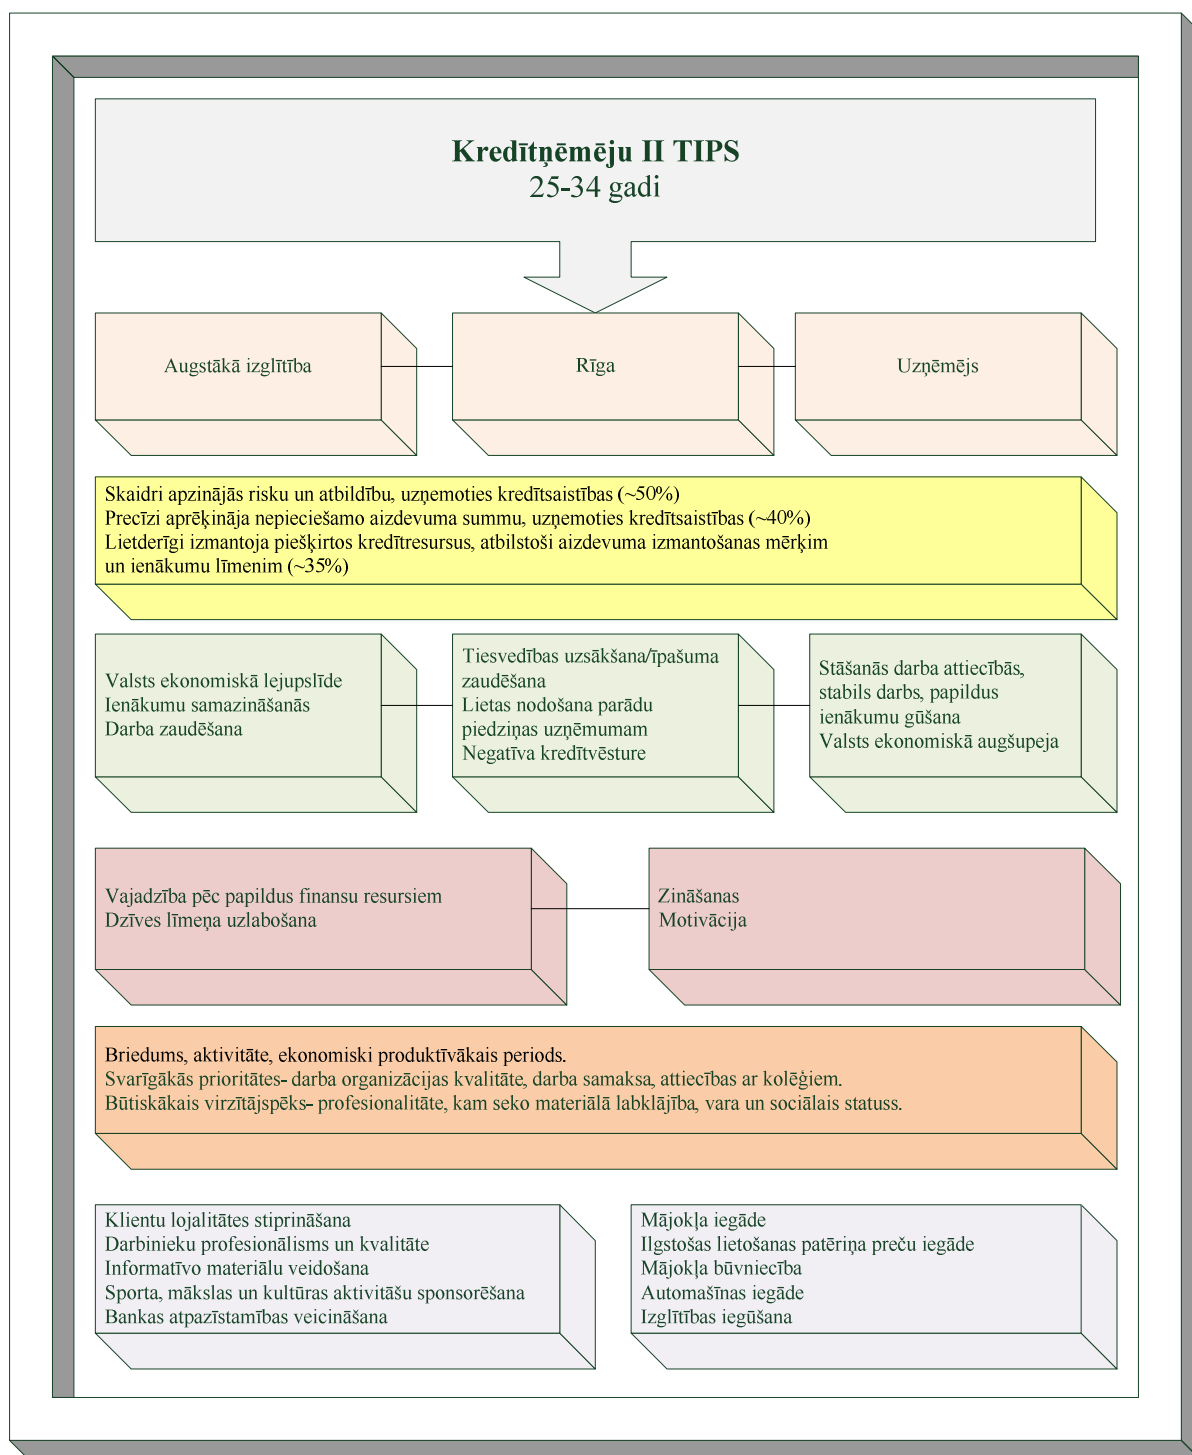 Kredītņēmēju II TIPS
25-34 gadi
Augstākā izglītība
Rīga
Uzņēmējs
Skaidri apzinājās risku un atbildību, uzņemoties kredītsaistības (~50%)
Precīzi aprēķināja nepieciešamo aizdevuma summu, uzņemoties kredītsaistības (~40%)
Lietderīgi izmantoja piešķirtos kredītresursus, atbilstoši aizdevuma izmantošanas mērķim
un ienākumu līmenim (~35%)
Valsts ekonomiskā lejupslīde
Ienākumu samazināšanās
Darba zaudēšana
Tiesvedības uzsākšana/īpašuma
zaudēšana
Lietas nodošana parādu
piedziņas uzņēmumam
Negatīva kredītvēsture
Stāšanās darba attiecībās,
stabils darbs, papildus
ienākumu gūšana
Valsts ekonomiskā augšupeja
Vajadzība pēc papildus finansu resursiem
Dzīves līmeņa uzlabošana
Zināšanas
Motivācija
Briedums, aktivitāte, ekonomiski produktīvākais periods.
Svarīgākās prioritātes- darba organizācijas kvalitāte, darba samaksa, attiecības ar kolēģiem.
Būtiskākais virzītājspēks- profesionalitāte, kam seko materiālā labklājība, vara un sociālais statuss.
Klientu lojalitātes stiprināšana
Darbinieku profesionālisms un kvalitāte
Informatīvo materiālu veidošana
Sporta, mākslas un kultūras aktivitāšu sponsorēšana
Bankas atpazīstamības veicināšana
Mājokļa iegāde
Ilgstošas lietošanas patēriņa preču iegāde
Mājokļa būvniecība
Automašīnas iegāde
Izglītības iegūšana